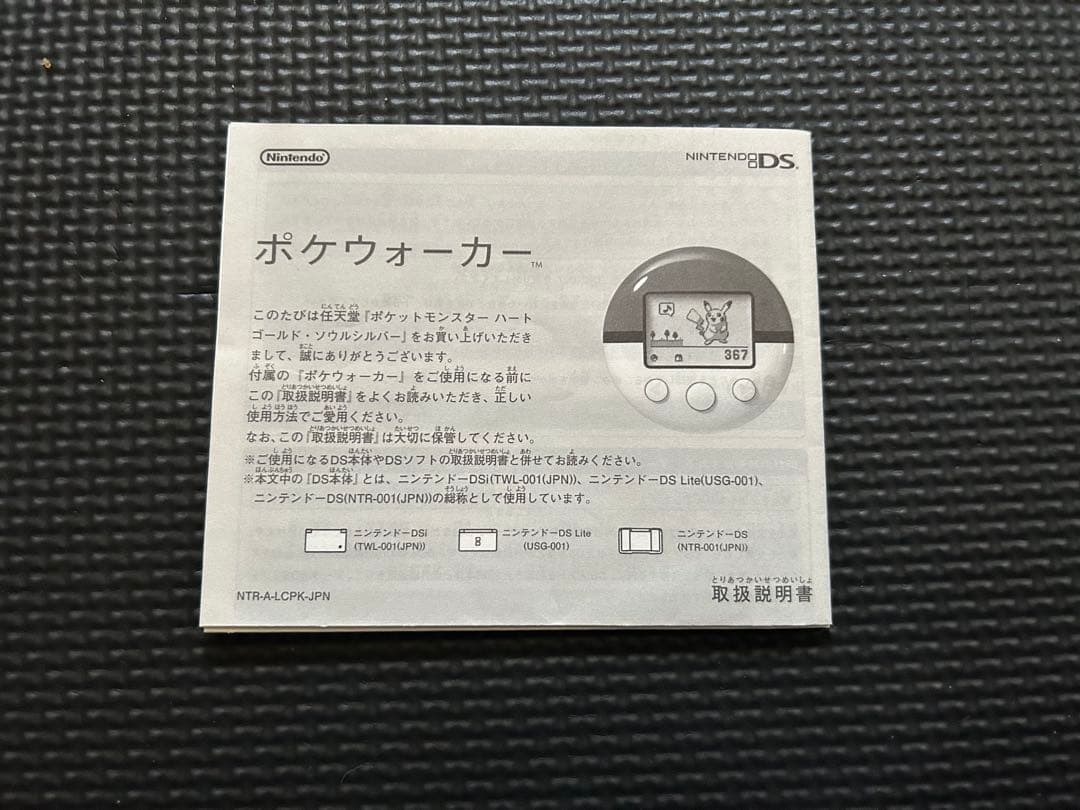 Nintendo
NINTENDO DS
ポケウォーカー™
このたびは任天堂『ポケットモンスター ハート
ゴールド・ソウルシルバー』をお買い上げいただき
まして、誠にありがとうございます。
付属の『ポケウォーカー』をご使用になる前に
この『取扱説明書』をよくお読みいただき、正しい
使用方法でご愛用ください。
なお、この『取扱説明書』は大切に保管してください。
※ご使用になるDS本体やDSソフトの取扱説明書と併せてお読みください。
※本文中の『DS本体』とは、ニンテンドーDSi(TWL-001(JPN))、ニンテンドーDS Lite(USG-001)、
ニンテンドーDS(NTR-001(JPN))の総称として使用しています。
367
ニンテンドーDSi
(TWL-001(JPN))
ニンテンドーDS Lite
(USG-001)
ニンテンドーDS
(NTR-001(JPN))
NTR-A-LCPK-JPN
とりあつかいせつめいしょ
取扱説明書